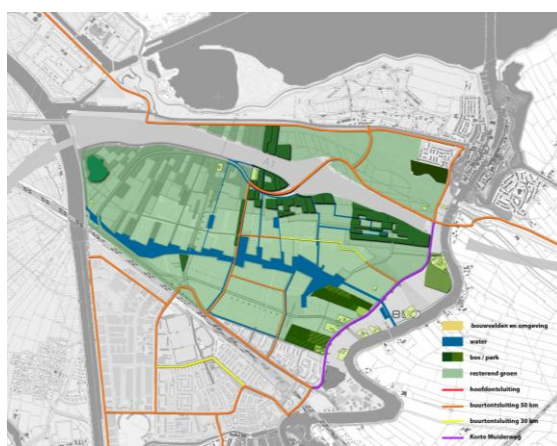 A1
bouwvelden en omgeving
water
bos / park
resterend groen
hoofdontsluiting
buurtontsluiting 50 km
buurtontsluiting 30 km
Korte Muiderweg